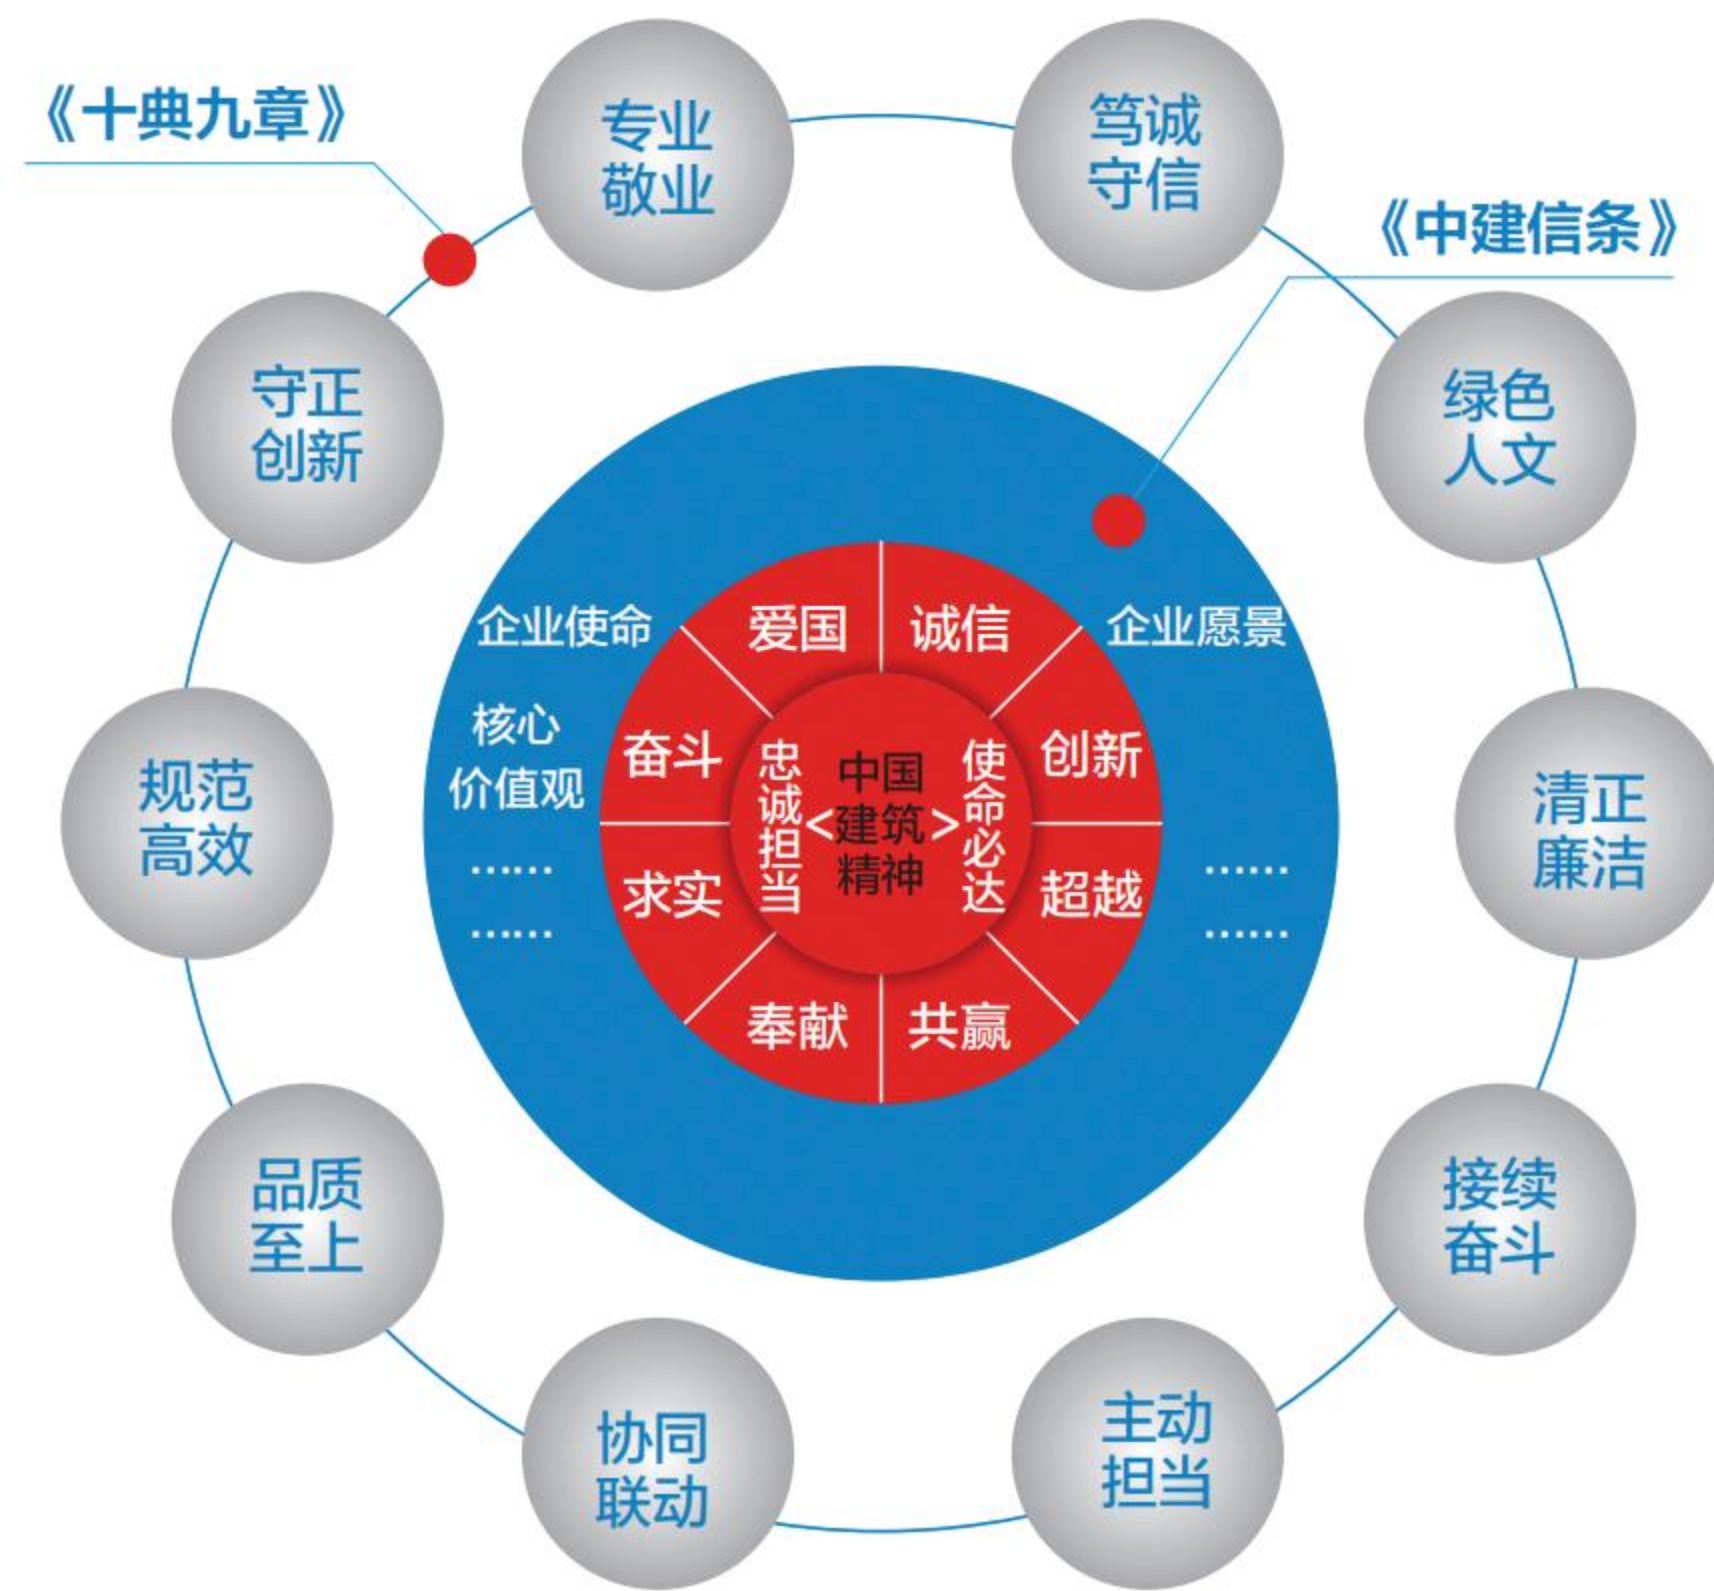 《十典九章》
专业
敬业
笃诚
守信
《中建信条》
守正
创新
绿色
人文
企业使命
爱国
诚信
企业愿景
核心
价值观
奋斗
忠诚担当
<
中国
建筑
精神
>
使命必达
创新
规范
高效
清正
廉洁
……
……
求实
超越
……
……
奉献
共赢
品质
至上
接续
奋斗
协同
联动
主动
担当